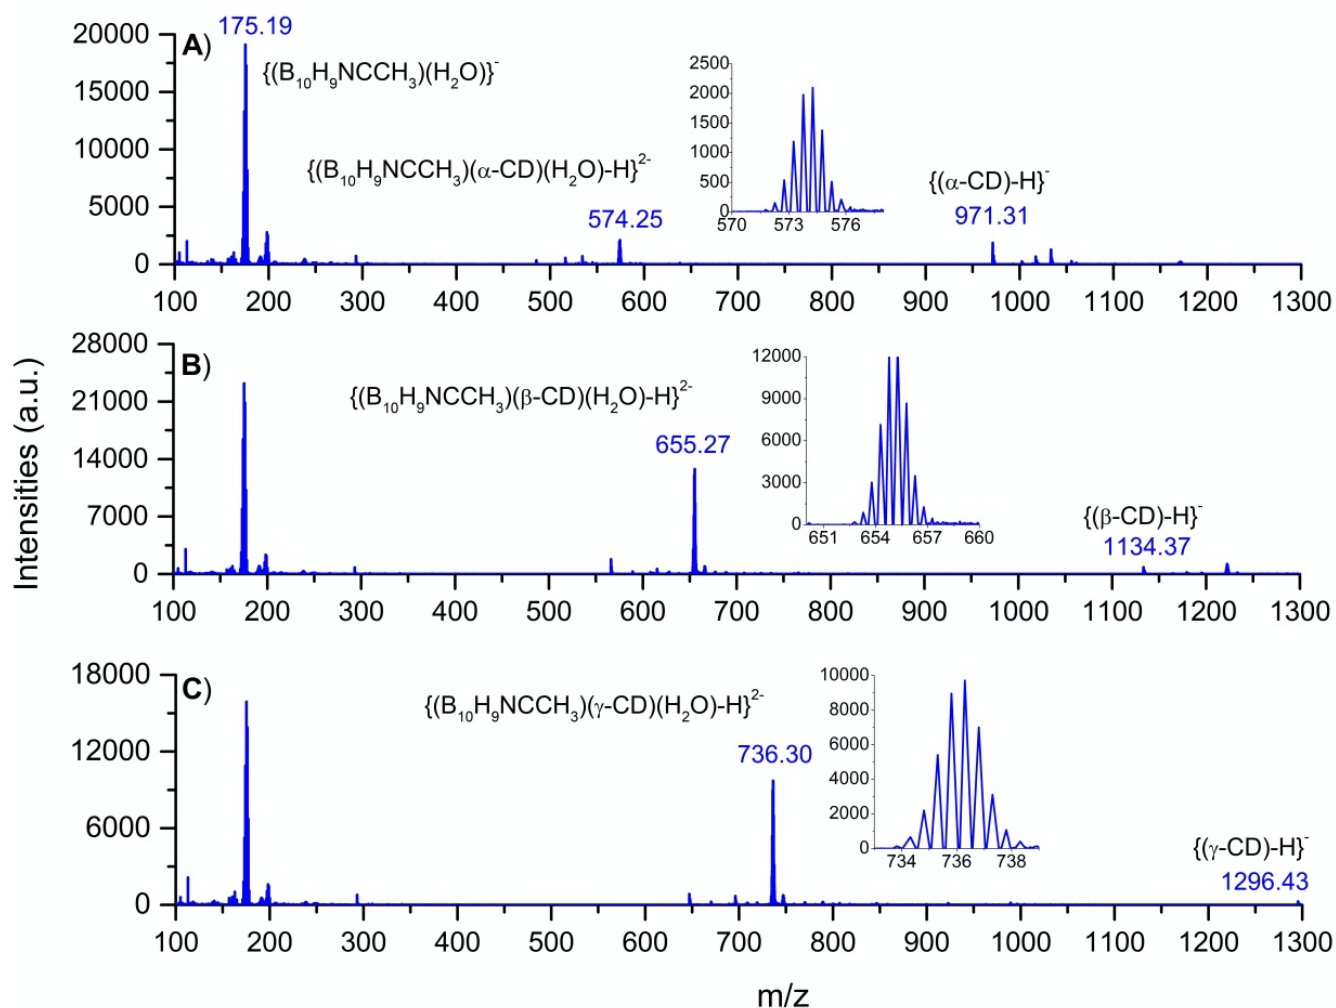 Intensities (a.u.)
A)
175.19
{(B₁₀H₉NCCH₃)(H₂O)}⁻
{(B₁₀H₉NCCH₃)(α-CD)(H₂O)-H}²⁻
574.25
{(α-CD)-H}⁻
971.31
20000
15000
10000
5000
0
100 200 300 400 500 600 700 800 900 1000 1100 1200 1300
2500
2000
1500
1000
500
0
570 573 576
B)
{(B₁₀H₉NCCH₃)(β-CD)(H₂O)-H}²⁻
655.27
{(β-CD)-H}⁻
1134.37
28000
21000
14000
7000
0
100 200 300 400 500 600 700 800 900 1000 1100 1200 1300
12000
9000
6000
3000
0
651 654 657 660
C)
{(B₁₀H₉NCCH₃)(γ-CD)(H₂O)-H}²⁻
736.30
{(γ-CD)-H}⁻
1296.43
18000
12000
6000
0
100 200 300 400 500 600 700 800 900 1000 1100 1200 1300
10000
8000
6000
4000
2000
0
734 736 738
m/z